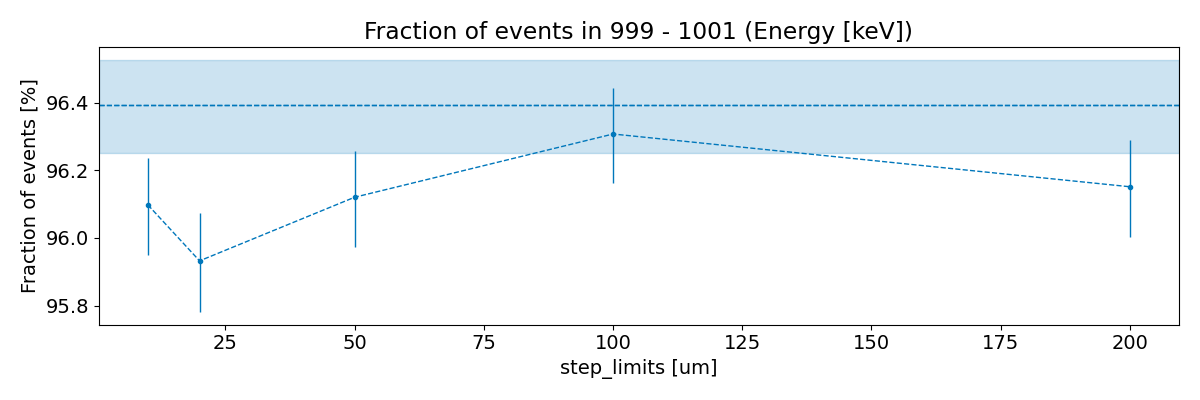 Fraction of events in 999 - 1001 (Energy [keV])
Fraction of events [%]
96.4
96.2
96.0
95.8
25 50 75 100 125 150 175 200
step_limits [um]